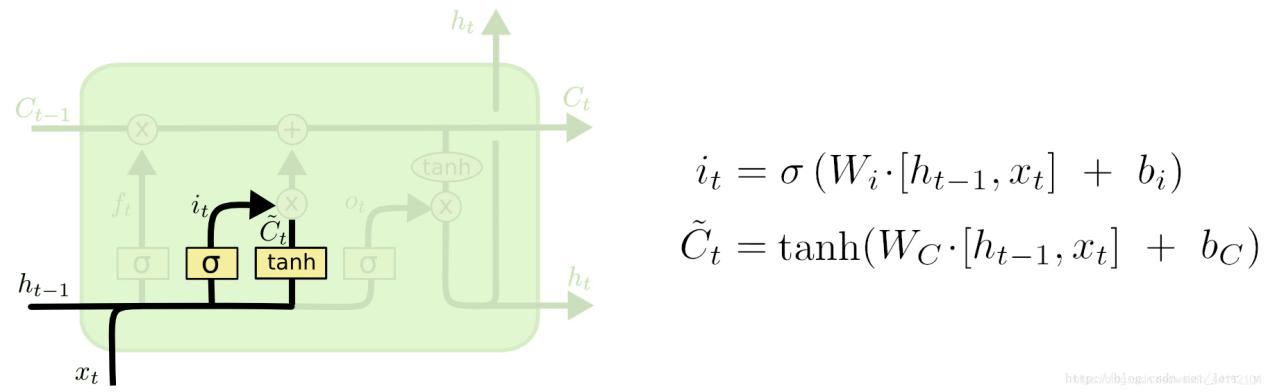 h_t
C_{t-1}
C_t
x
+
tanh
f_t
i_t
x
o_t
x
C̃_t
σ
σ
tanh
σ
h_{t-1}
h_t
x_t
i_t = σ (W_i·[h_{t-1}, x_t] + b_i)
C̃_t = tanh(W_C·[h_{t-1}, x_t] + b_C)